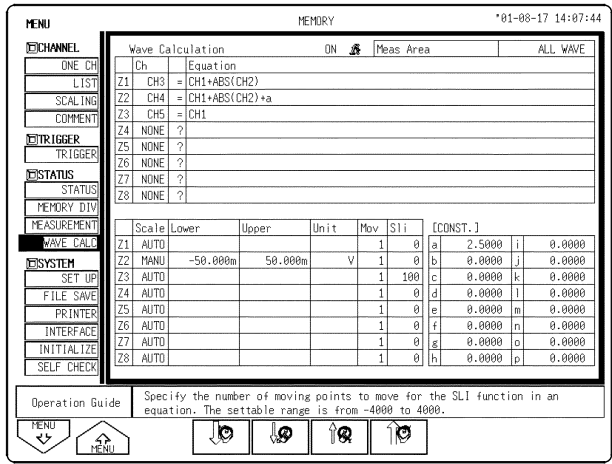 MENU MEMORY '01-08-17 14:07:44
CHANNEL
ONE CH
LIST
SCALING
COMMENT
TRIGGER
TRIGGER
STATUS
STATUS
MEMORY DIV
MEASUREMENT
WAVE CALC
SYSTEM
SET UP
FILE SAVE
PRINTER
INTERFACE
INITIALIZE
SELF CHECK
Wave Calculation ON Meas Area ALL WAVE
Ch Equation
Z1 CH3 = CH1+ABS(CH2)
Z2 CH4 = CH1+ABS(CH2)+a
Z3 CH5 = CH1
Z4 NONE ?
Z5 NONE ?
Z6 NONE ?
Z7 NONE ?
Z8 NONE ?
Scale Lower Upper Unit Mov Sli [CONST.]
Z1 AUTO 1 0 a 2.5000 i 0.0000
Z2 MANU -50.000m 50.000m V 1 0 b 0.0000 j 0.0000
Z3 AUTO 1 100 c 0.0000 k 0.0000
Z4 AUTO 1 0 d 0.0000 l 0.0000
Z5 AUTO 1 0 e 0.0000 m 0.0000
Z6 AUTO 1 0 f 0.0000 n 0.0000
Z7 AUTO 1 0 g 0.0000 o 0.0000
Z8 AUTO 1 0 h 0.0000 p 0.0000
Operation Guide
Specify the number of moving points to move for the SLI function in an
equation. The settable range is from -4000 to 4000.
MENU
MENU